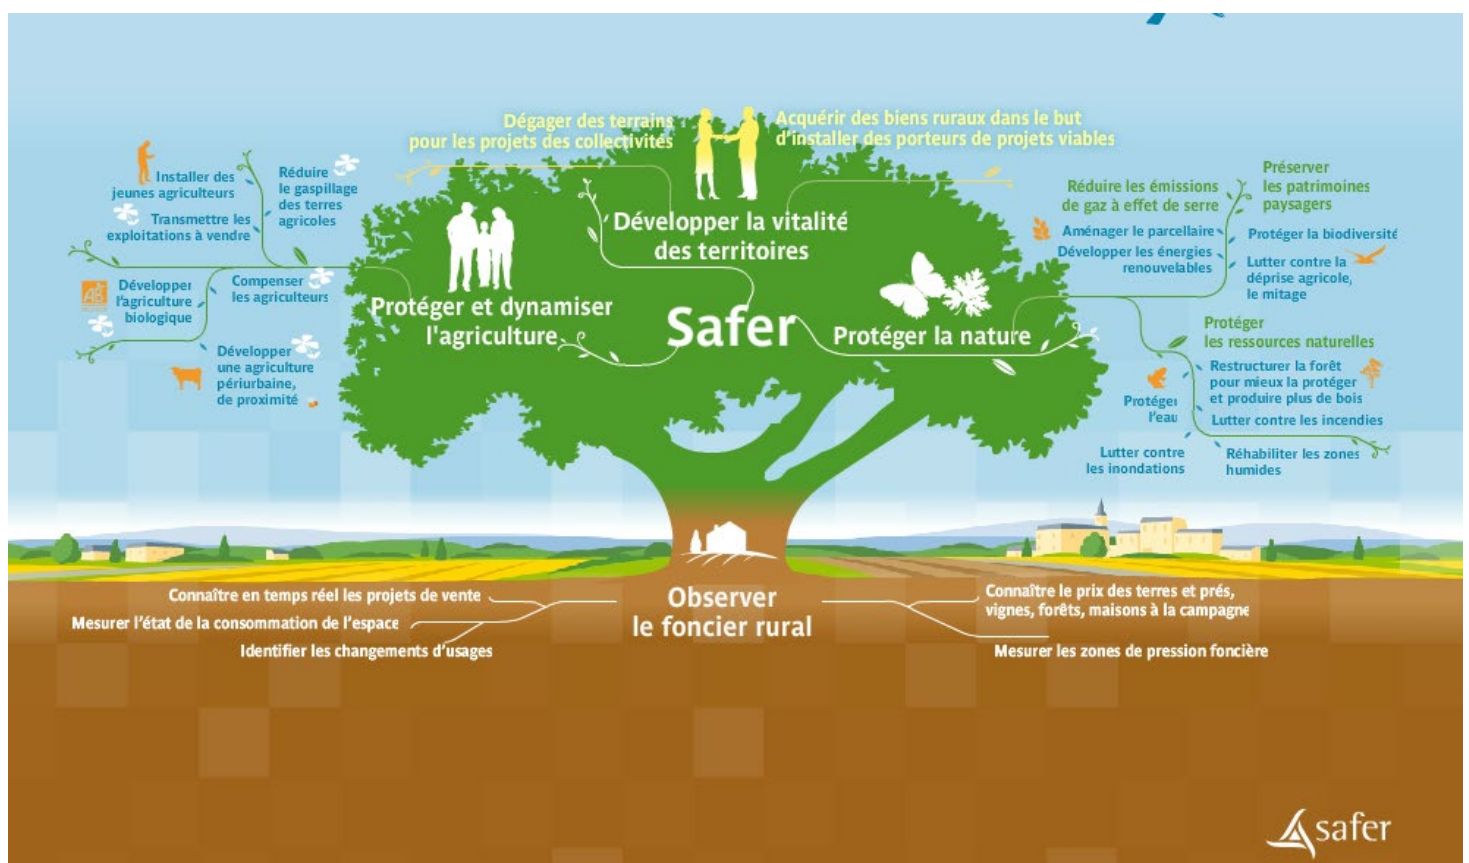 Dégager des terrains
pour les projets des collectivités
Acquérir des biens ruraux dans le but
d'installer des porteurs de projets viables
Installer des
jeunes agriculteurs
Réduire
le gaspillage
des terres
agricoles
Transmettre les
exploitations à vendre
Développer
l'agriculture
biologique
AB
Compenser
les agriculteurs
Développer
une agriculture
périurbaine,
de proximité
Développer la vitalité
des territoires
Protéger et dynamiser
l'agriculture
Safer
Protéger la nature
Réduire les émissions
de gaz à effet de serre
Aménager le parcellaire
Développer les énergies
renouvelables
Préserver
les patrimoines
paysagers
Protéger la biodiversité
Lutter contre la
déprise agricole,
le mitage
Protéger
les ressources naturelles
Restructurer la forêt
pour mieux la protéger
et produire plus de bois
Protéger
l'eau
Lutter contre les incendies
Lutter contre
les inondations
Réhabiliter les zones
humides
Observer
le foncier rural
Connaître en temps réel les projets de vente
Mesurer l'état de la consommation de l'espace
Identifier les changements d'usages
Connaître le prix des terres et prés,
vignes, forêts, maisons à la campagne
Mesurer les zones de pression foncière
safer